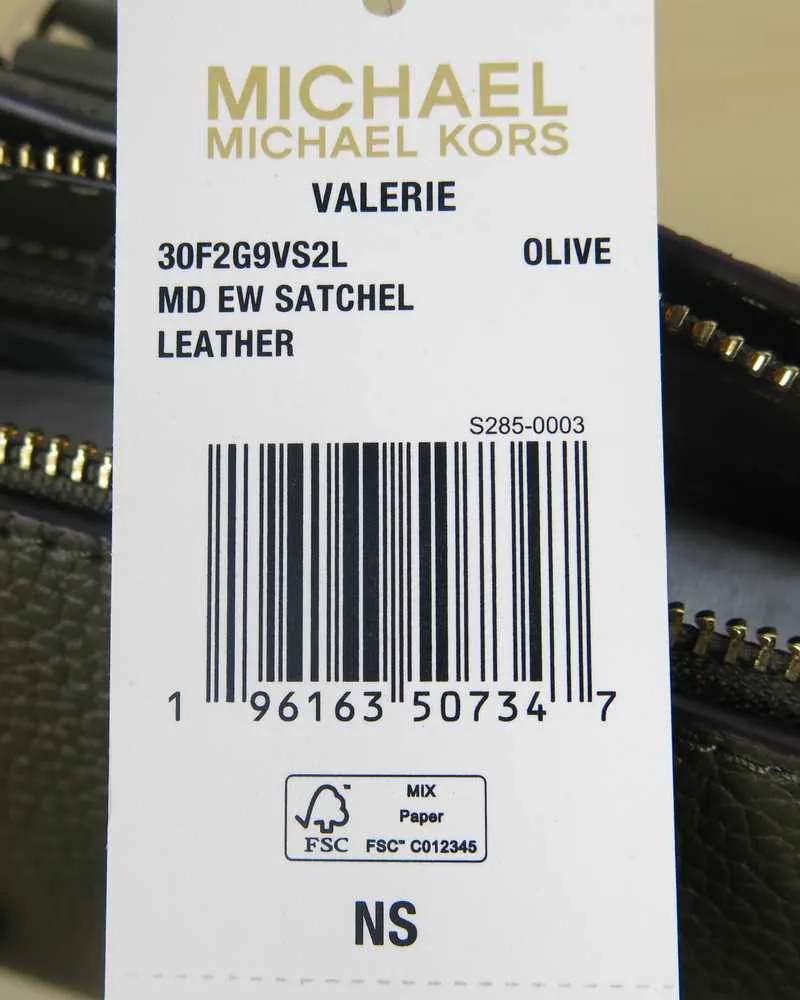 MICHAEL
MICHAEL KORS
VALERIE
30F2G9VS2L OLIVE
MD EW SATCHEL
LEATHER
S285-0003
1 96163 50734 7
MIX
Paper
FSC™ FSC™ C012345
NS